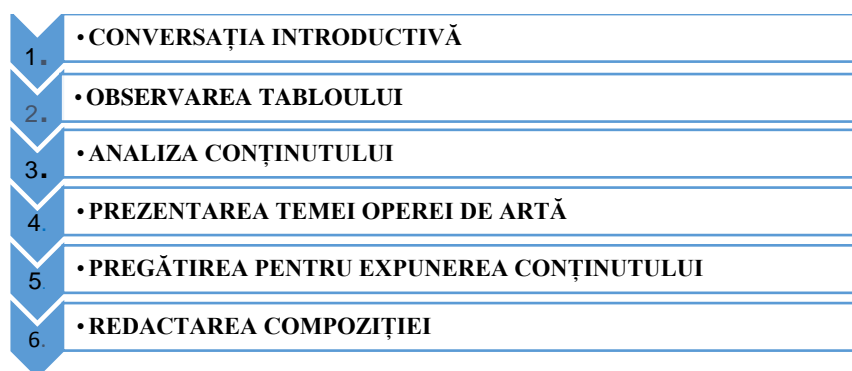 1. • CONVERSAȚIA INTRODUCTIVĂ
2. • OBSERVAREA TABLOULUI
3. • ANALIZA CONȚINUTULUI
4. • PREZENTAREA TEMEI OPEREI DE ARTĂ
5. • PREGĂTIREA PENTRU EXPUNEREA CONȚINUTULUI
6. • REDACTAREA COMPOZIȚIEI